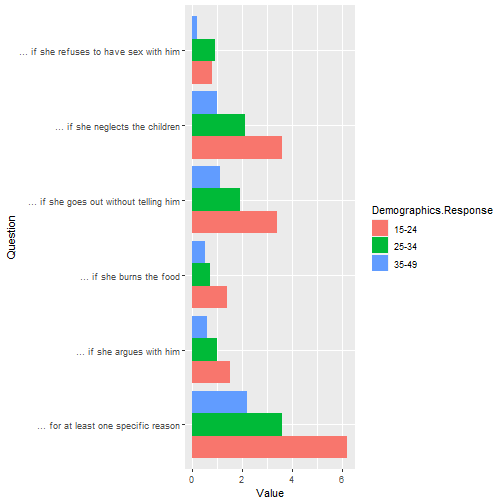 ... if she refuses to have sex with him
... if she neglects the children
... if she goes out without telling him
... if she burns the food
... if she argues with him
... for at least one specific reason
Question
0 2 4 6
Value
Demographics.Response
15-24
25-34
35-49